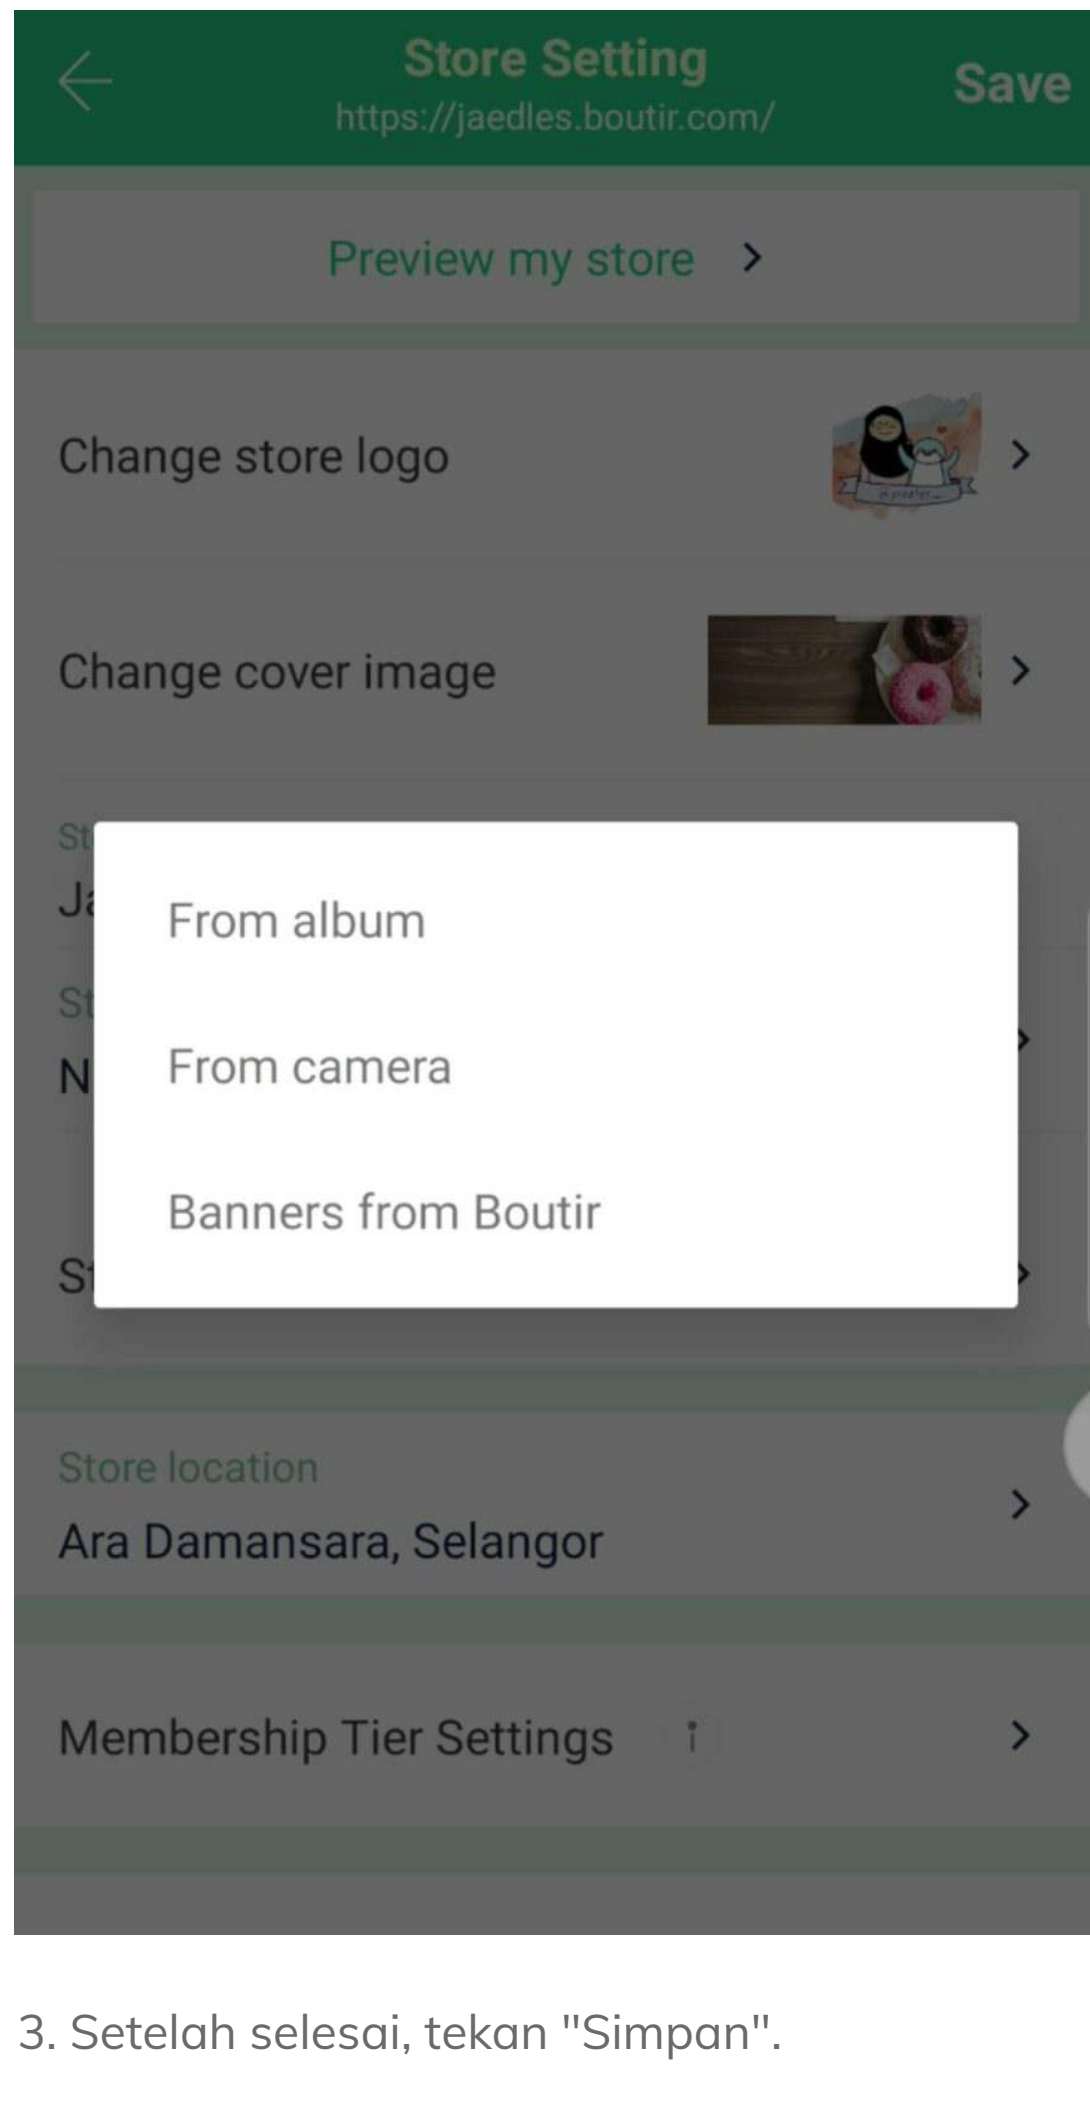 Store Setting
https://jaedles.boutir.com/
Save
Preview my store
Change store logo
Change cover image
From album
From camera
Banners from Boutir
Store location
Ara Damansara, Selangor
Membership Tier Settings
3. Setelah selesai, tekan "Simpan".